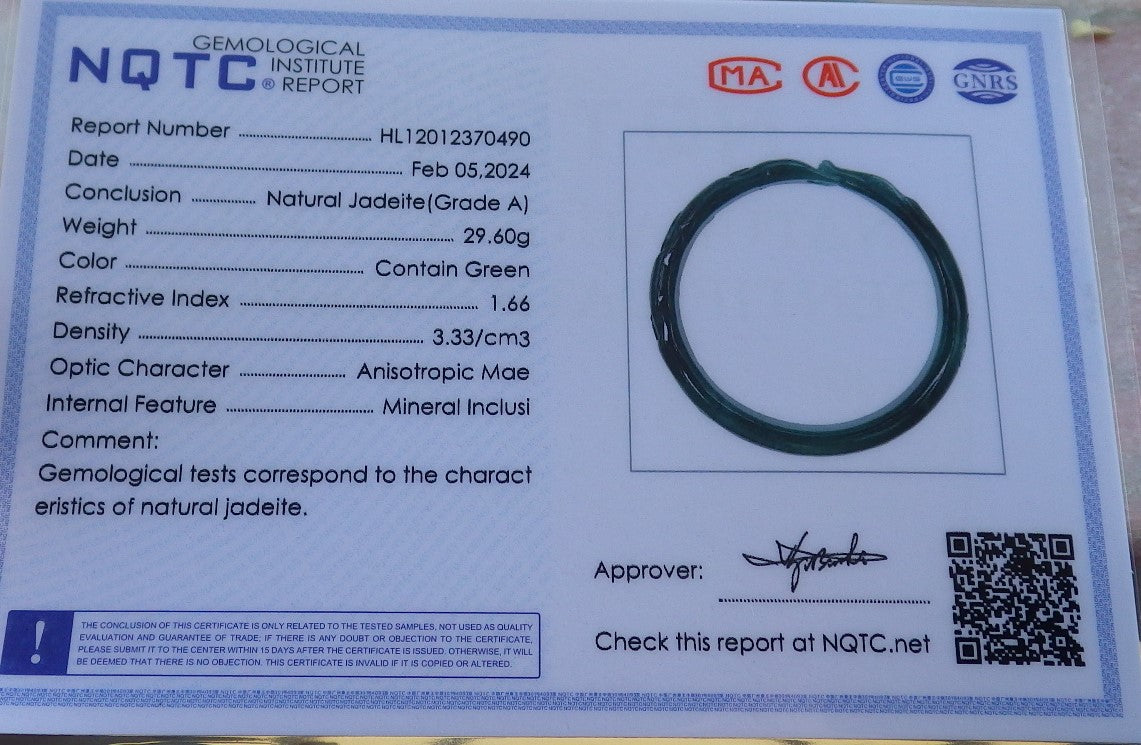 NQTC® GEMOLOGICAL INSTITUTE REPORT
MA
GNRS
Report Number HL12012370490
Date Feb 05,2024
Conclusion Natural Jadeite(Grade A)
Weight 29.60g
Color Contain Green
Refractive Index 1.66
Density 3.33/cm3
Optic Character Anisotropic Mae
Internal Feature Mineral Inclusi
Comment:
Gemological tests correspond to the charact
eristics of natural jadeite.
Approver:
Check this report at NQTC.net
!
THE CONCLUSION OF THIS CERTIFICATE IS ONLY RELATED TO THE TESTED SAMPLES, NOT USED AS QUALITY
EVALUATION AND GUARANTEE OF TRADE; IF THERE IS ANY DOUBT OR OBJECTION TO THE CERTIFICATE,
PLEASE SUBMIT IT TO THE CENTER WITHIN 15 DAYS AFTER THE CERTIFICATE IS ISSUED. OTHERWISE, IT WILL
BE DEEMED THAT THERE IS NO OBJECTION. THIS CERTIFICATE IS INVALID IF IT IS COPIED OR ALTERED.